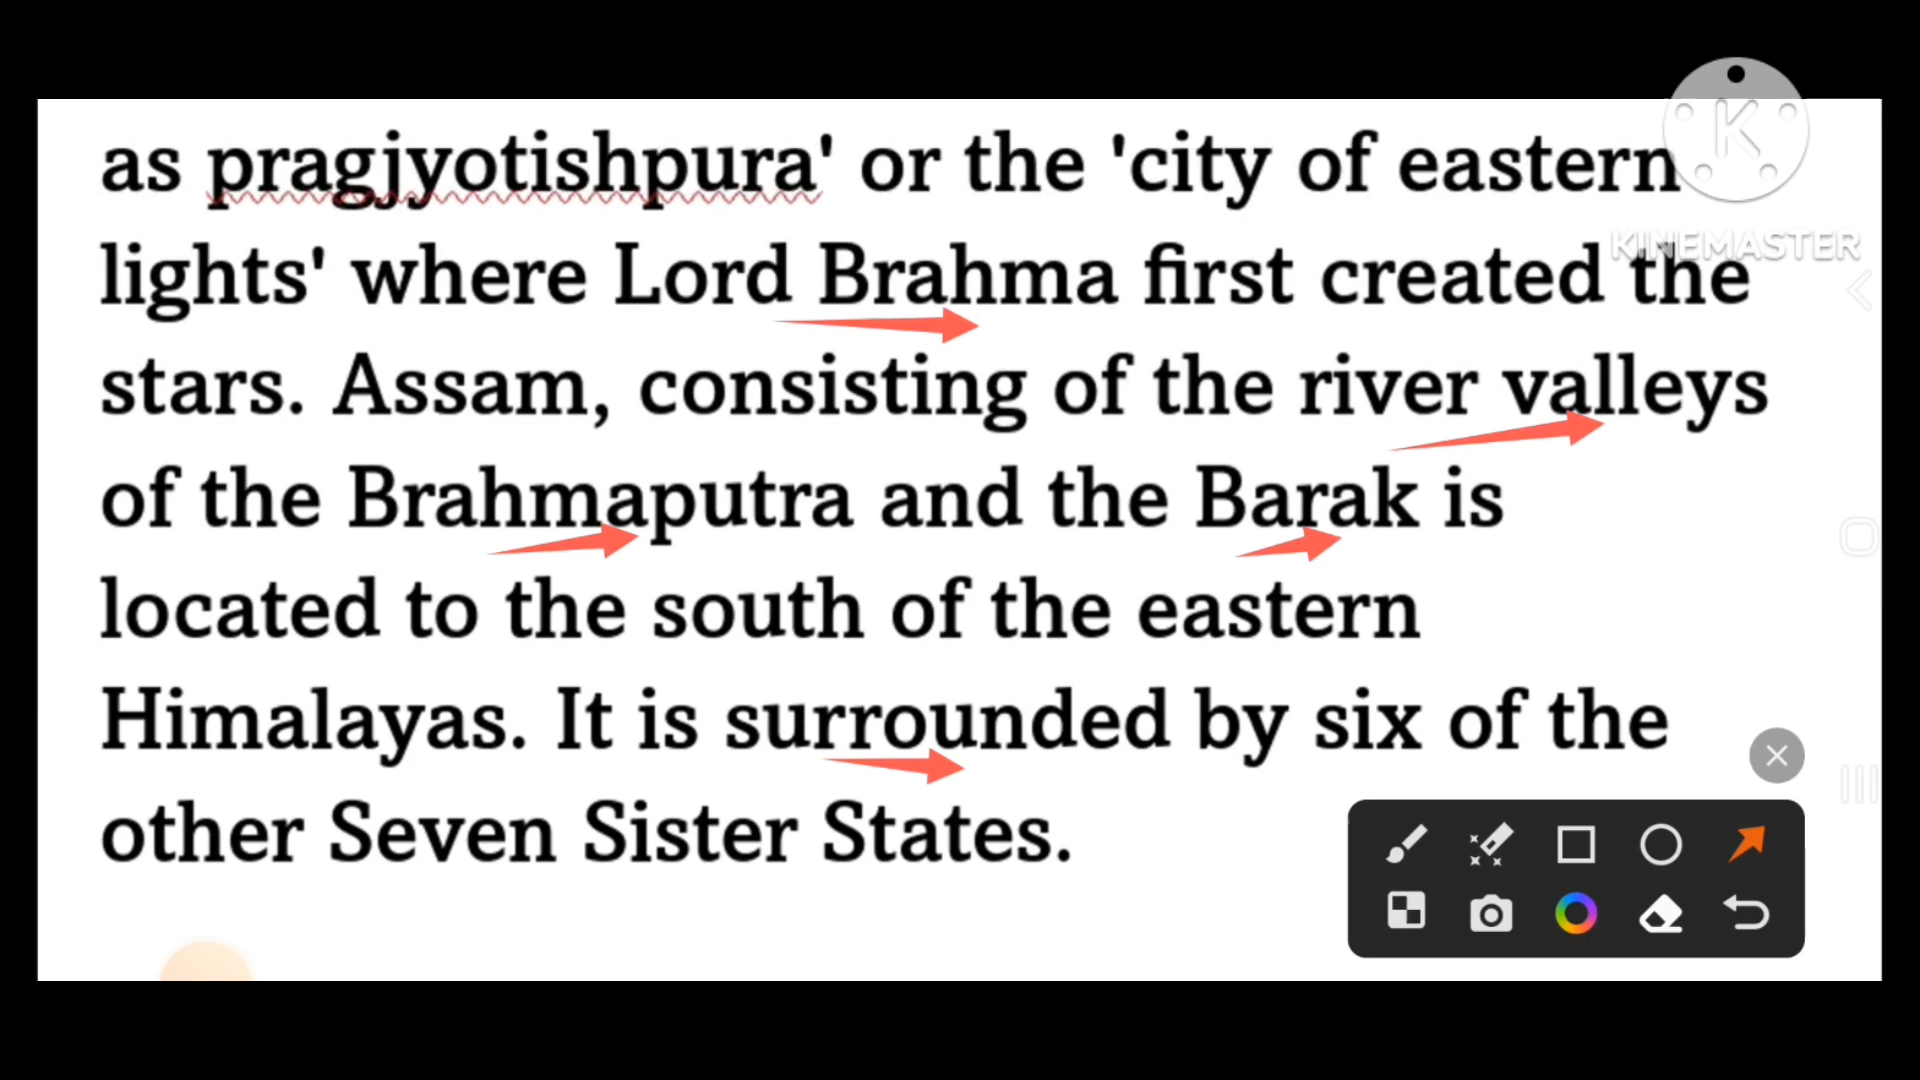 as pragjyotishpura' or the 'city of eastern
lights' where Lord Brahma first created the
stars. Assam, consisting of the river valleys
of the Brahmaputra and the Barak is
located to the south of the eastern
Himalayas. It is surrounded by six of the
other Seven Sister States.
K
KINEMASTER